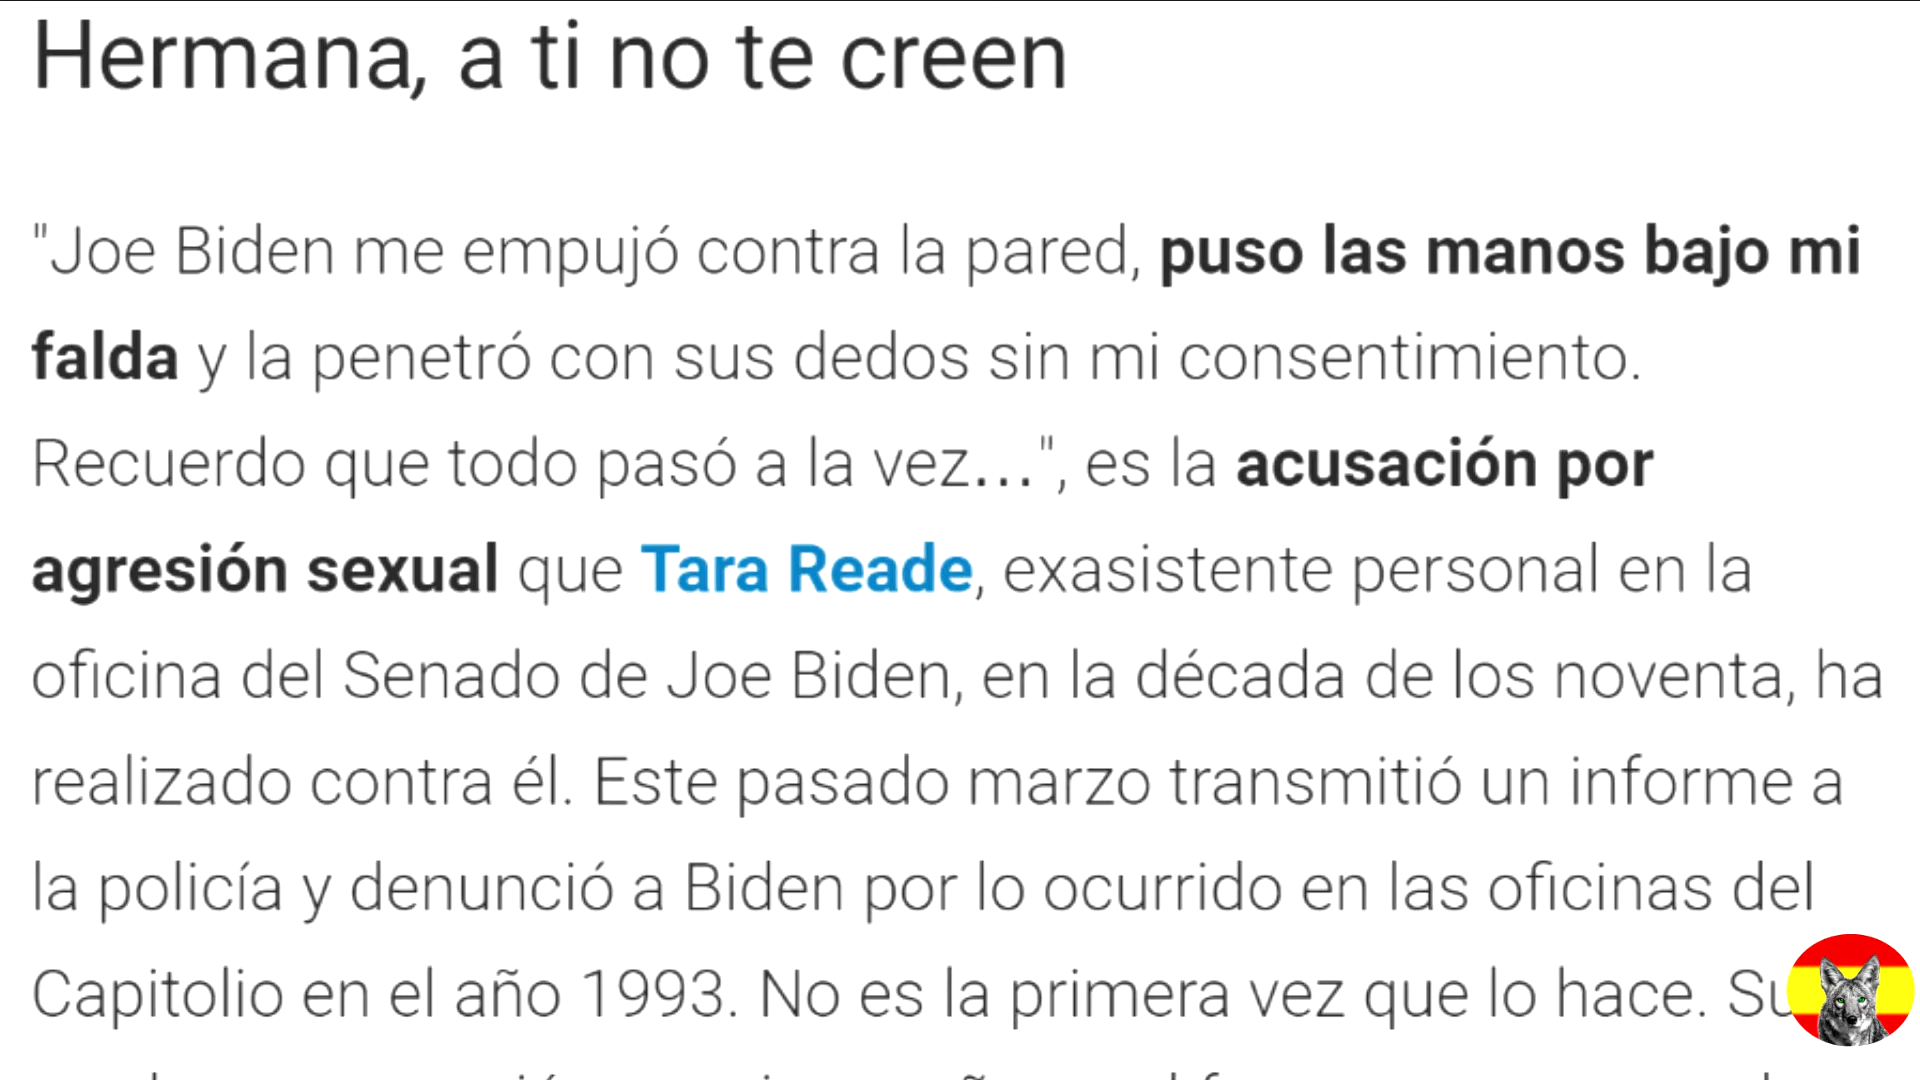 Hermana, a ti no te creen
"Joe Biden me empujó contra la pared, puso las manos bajo mi
falda y la penetró con sus dedos sin mi consentimiento.
Recuerdo que todo pasó a la vez...", es la acusación por
agresión sexual que Tara Reade, exasistente personal en la
oficina del Senado de Joe Biden, en la década de los noventa, ha
realizado contra él. Este pasado marzo transmitió un informe a
la policía y denunció a Biden por lo ocurrido en las oficinas del
Capitolio en el año 1993. No es la primera vez que lo hace.